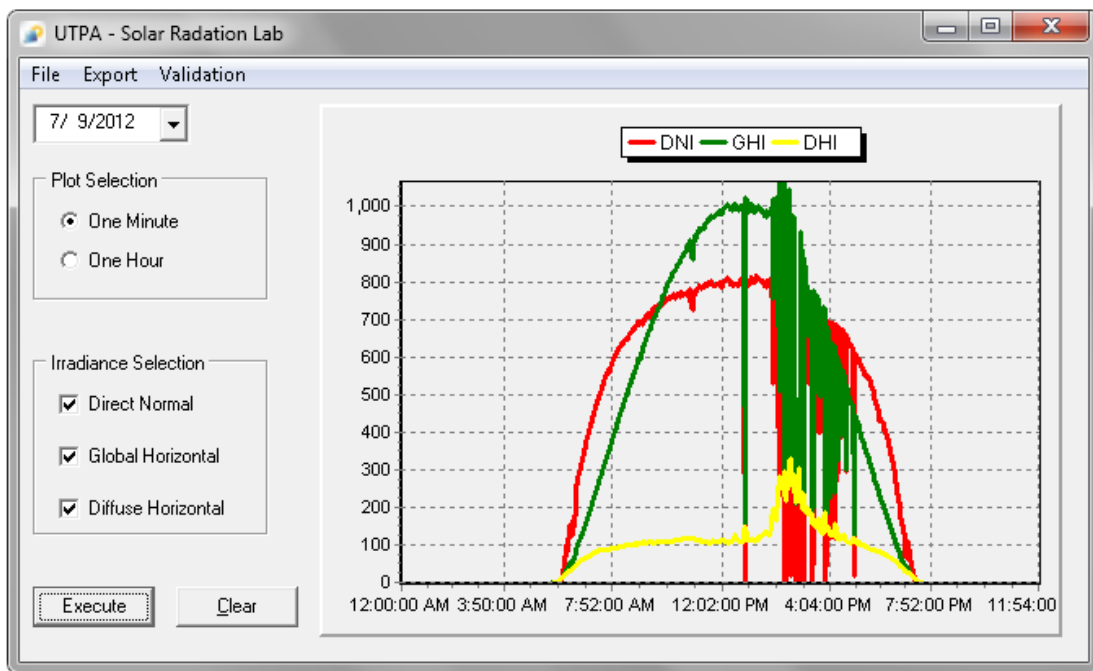 UTPA - Solar Radation Lab
File Export Validation
7/ 9/2012
Plot Selection
One Minute
One Hour
Irradiance Selection
Direct Normal
Global Horizontal
Diffuse Horizontal
Execute Clear
DNI GHI DHI
1,000
900
800
700
600
500
400
300
200
100
0
12:00:00 AM 3:50:00 AM 7:52:00 AM 12:02:00 PM 4:04:00 PM 7:52:00 PM 11:54:00